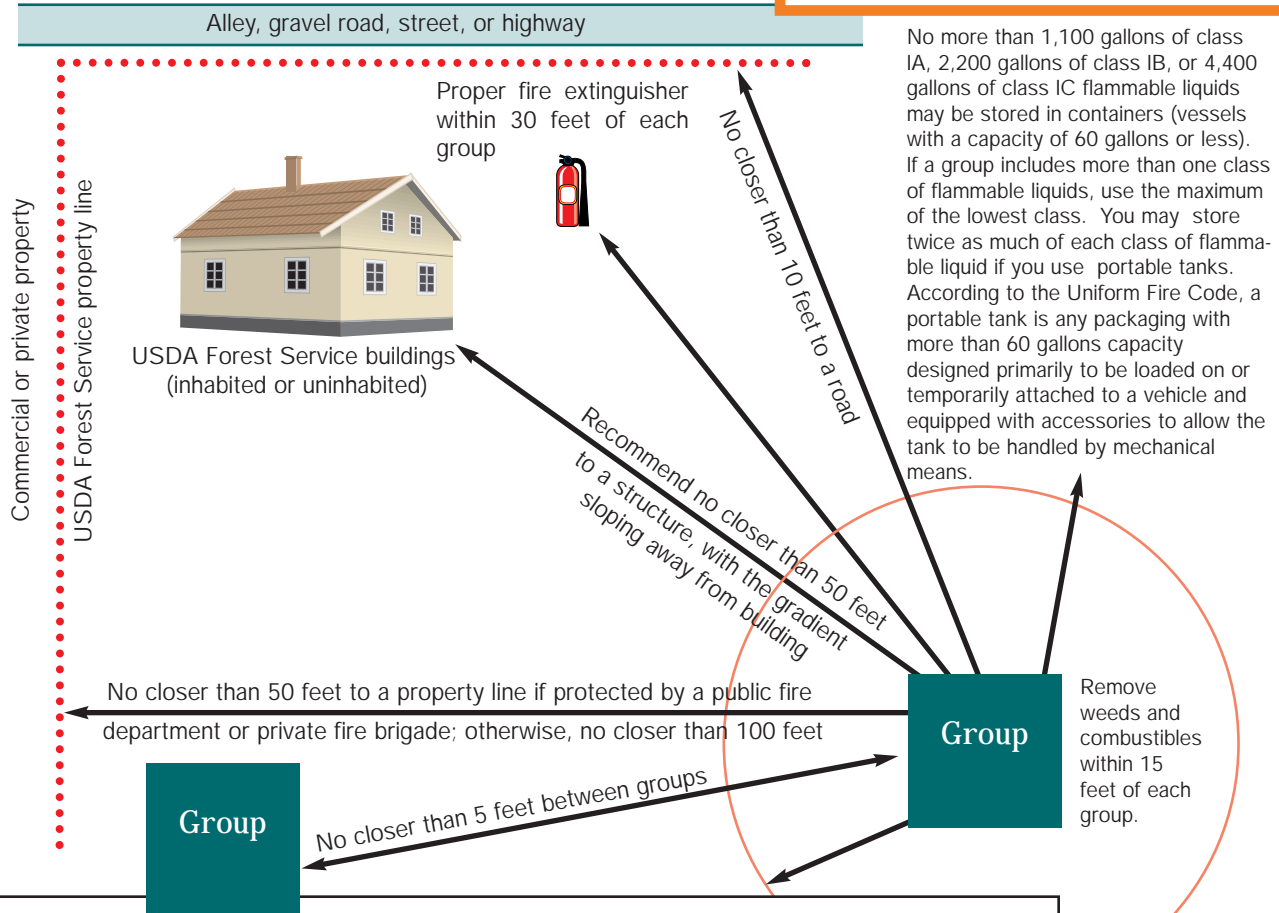 Alley, gravel road, street, or highway
No more than 1,100 gallons of class
IA, 2,200 gallons of class IB, or 4,400
gallons of class IC flammable liquids
may be stored in containers (vessels
with a capacity of 60 gallons or less).
If a group includes more than one class
of flammable liquids, use the maximum
of the lowest class. You may store
twice as much of each class of flamma-
ble liquid if you use portable tanks.
According to the Uniform Fire Code, a
portable tank is any packaging with
more than 60 gallons capacity
designed primarily to be loaded on or
temporarily attached to a vehicle and
equipped with accessories to allow the
tank to be handled by mechanical
means.
Proper fire extinguisher
within 30 feet of each
group
No closer than 10 feet to a road
Commercial or private property
USDA Forest Service property line
USDA Forest Service buildings
(inhabited or uninhabited)
Recommend no closer than 50 feet
to a structure, with the gradient
sloping away from building
No closer than 50 feet to a property line if protected by a public fire
department or private fire brigade; otherwise, no closer than 100 feet
Group
Remove
weeds and
combustibles
within 15
feet of each
group.
Group
No closer than 5 feet between groups